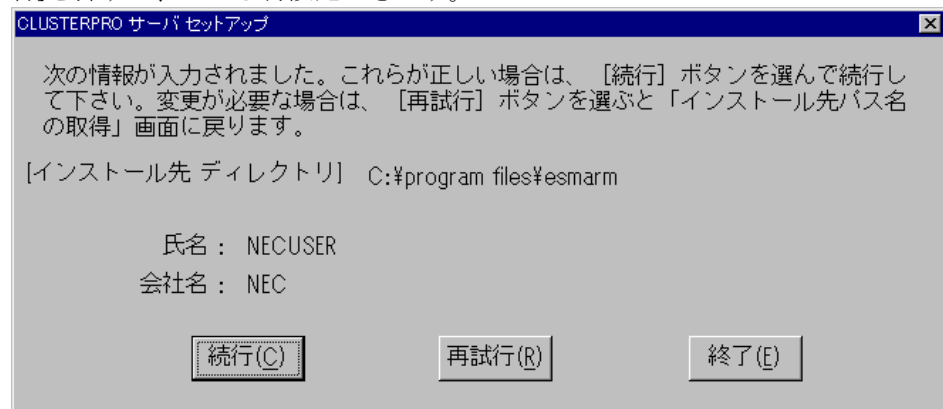 CLUSTERPRO サーバ セットアップ
次の情報が入力されました。これらが正しい場合は、［続行］ボタンを選んで続行し
て下さい。変更が必要な場合は、［再試行］ボタンを選ぶと「インストール先パス名
の取得」画面に戻ります。
[インストール先 ディレクトリ] C:¥program files¥esmarm
氏名： NECUSER
会社名： NEC
続行(C) 再試行(R) 終了(E)